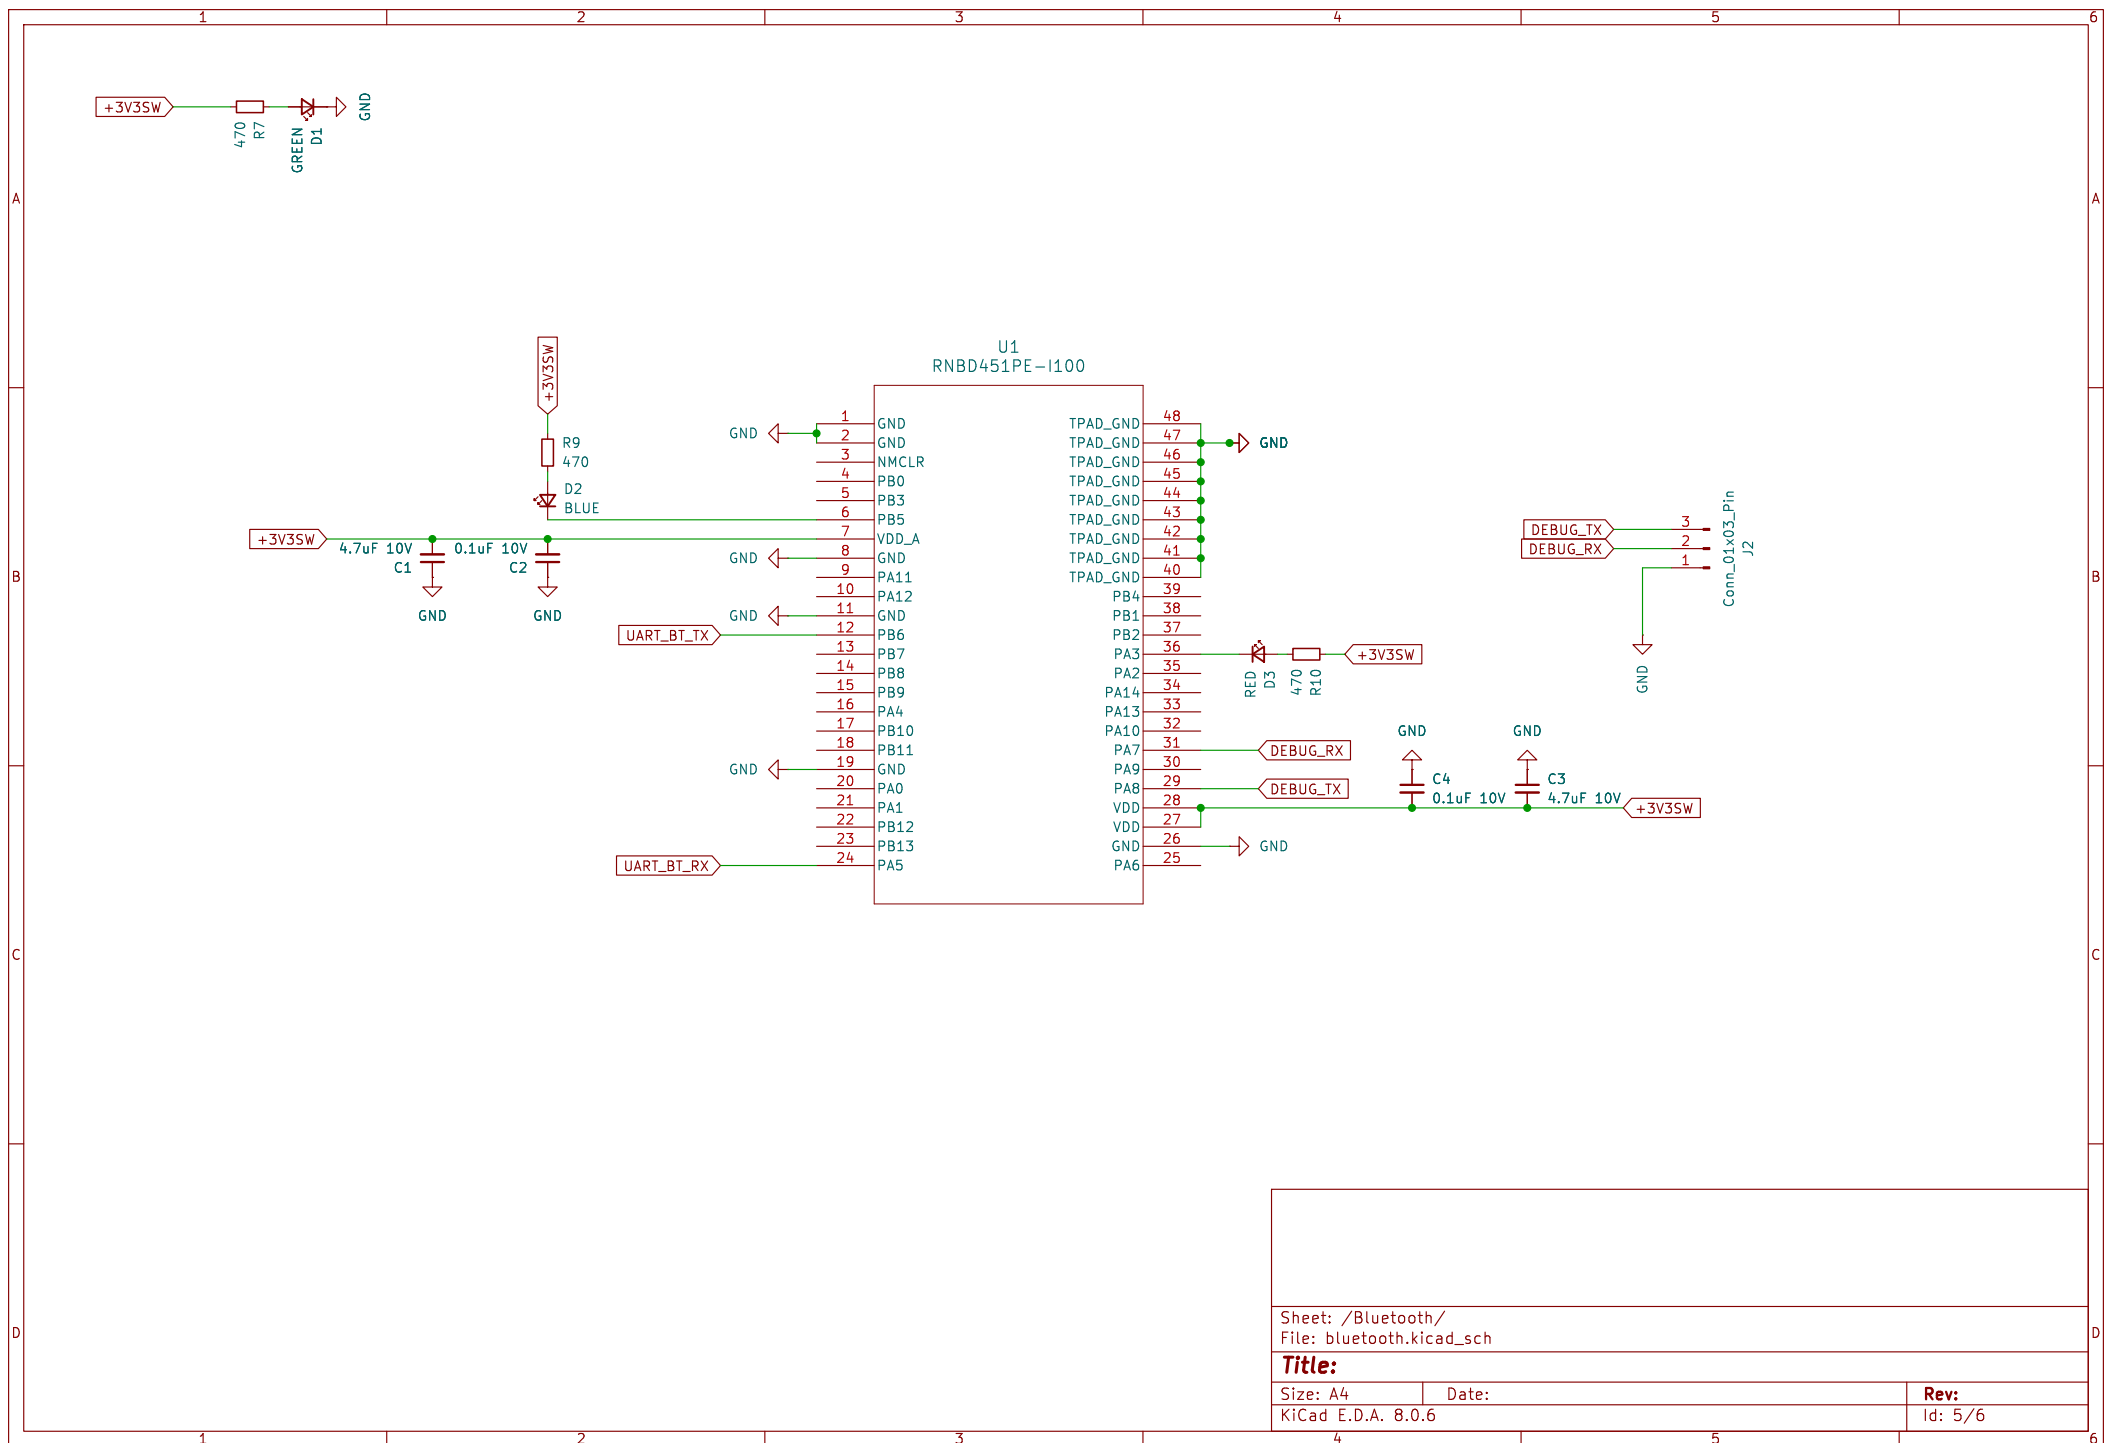 1 2 3 4 5 6
A A
+3V3SW
470
R7
GREEN
D1
GND
+3V3SW
R9
470
D2
BLUE
+3V3SW
4.7uF 10V
C1
GND
0.1uF 10V
C2
GND
U1
RNBD451PE-I100
GND
1 GND
2 GND
3 NMCLR
4 PB0
5 PB3
6 PB5
7 VDD_A
GND 8 GND
9 PA11
10 PA12
GND 11 GND
UART_BT_TX 12 PB6
13 PB7
14 PB8
15 PB9
16 PA4
17 PB10
18 PB11
GND 19 GND
20 PA0
21 PA1
22 PB12
23 PB13
UART_BT_RX 24 PA5
TPAD_GND 48
TPAD_GND 47 GND
TPAD_GND 46
TPAD_GND 45
TPAD_GND 44
TPAD_GND 43
TPAD_GND 42
TPAD_GND 41
TPAD_GND 40
PB4 39
PB1 38
PB2 37
PA3 36
PA2 35
PA14 34
PA13 33
PA10 32
PA7 31 DEBUG_RX
PA9 30
PA8 29 DEBUG_TX
VDD 28
VDD 27
GND 26 GND
PA6 25
RED
D3
470
R10
+3V3SW
GND
C4
0.1uF 10V
GND
C3
4.7uF 10V
+3V3SW
DEBUG_TX 3
DEBUG_RX 2
1
Conn_01x03_Pin
J2
GND
B B
C C
D D
Sheet: /Bluetooth/
File: bluetooth.kicad_sch
Title:
Size: A4 Date: Rev:
KiCad E.D.A. 8.0.6 Id: 5/6
1 2 3 4 5 6